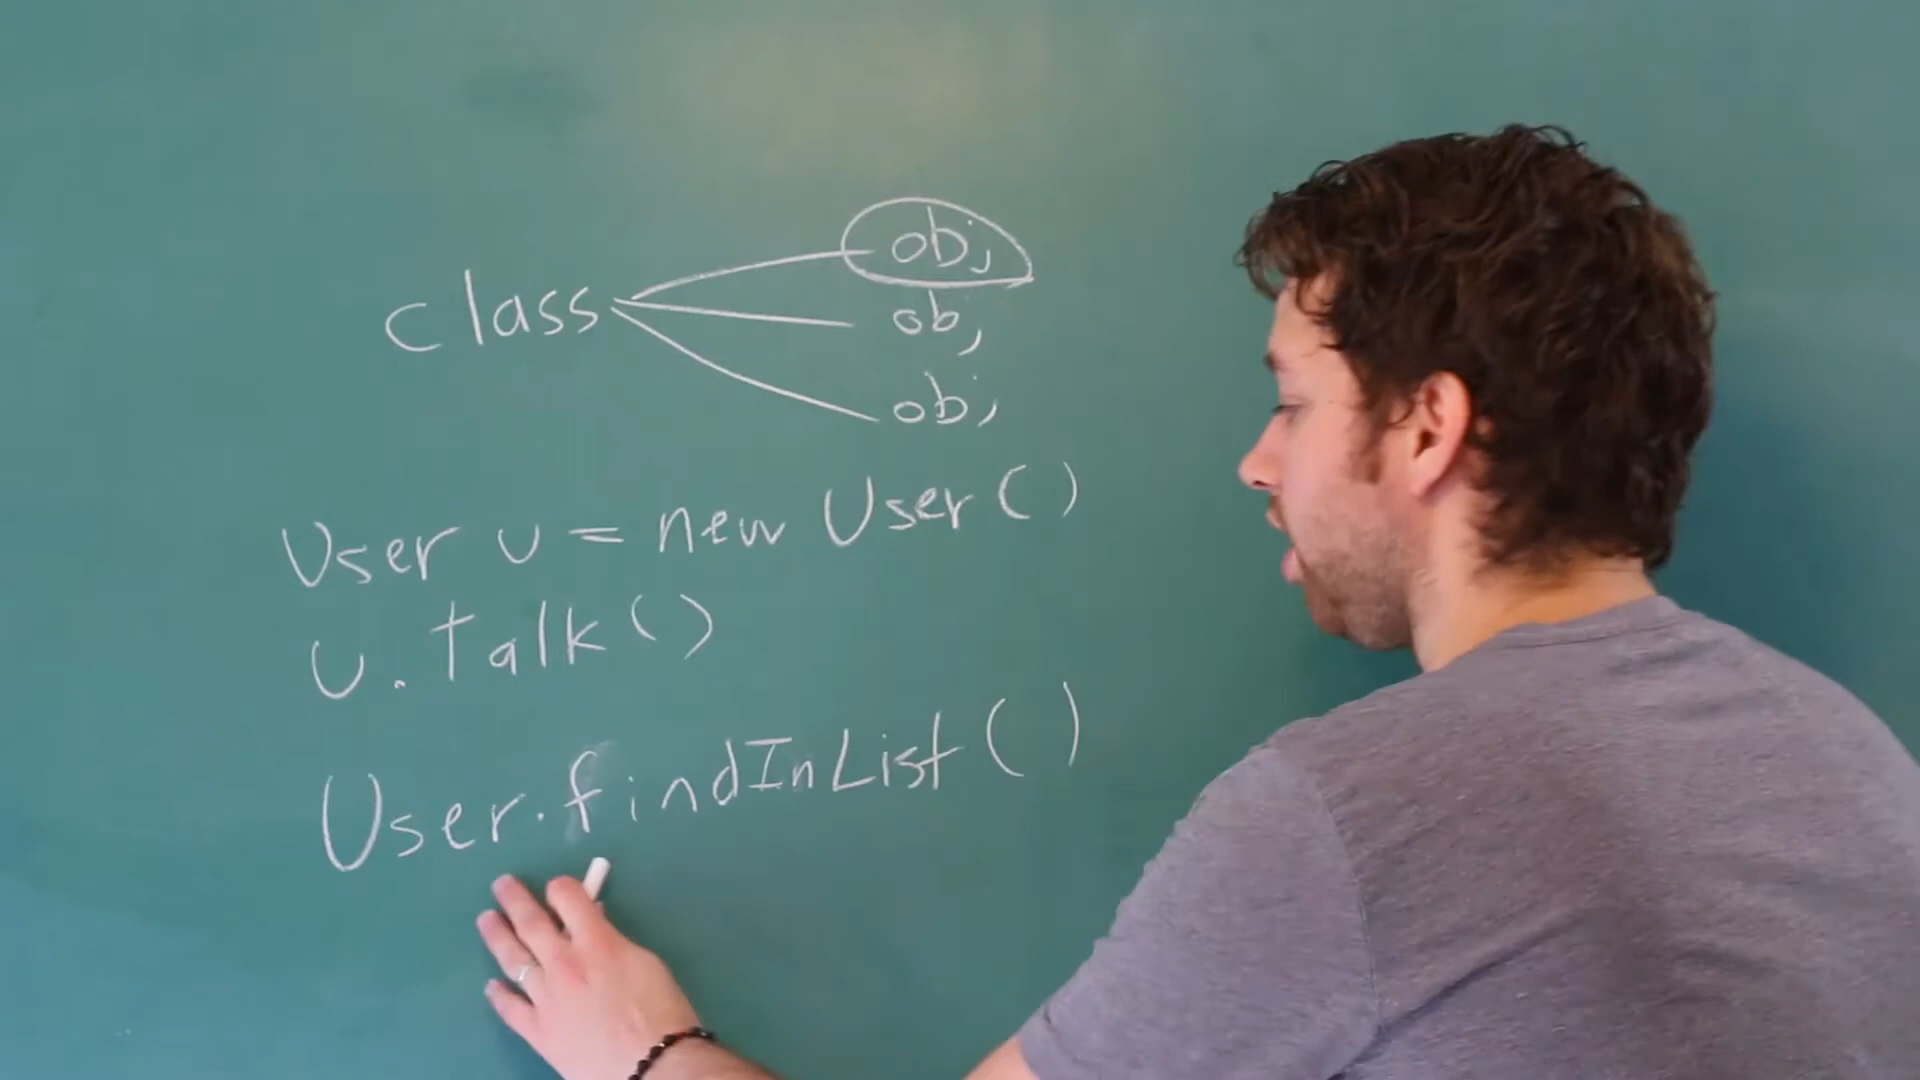 obj
class
obj
obj
User u = new User()
u.talk()
User.findInList()